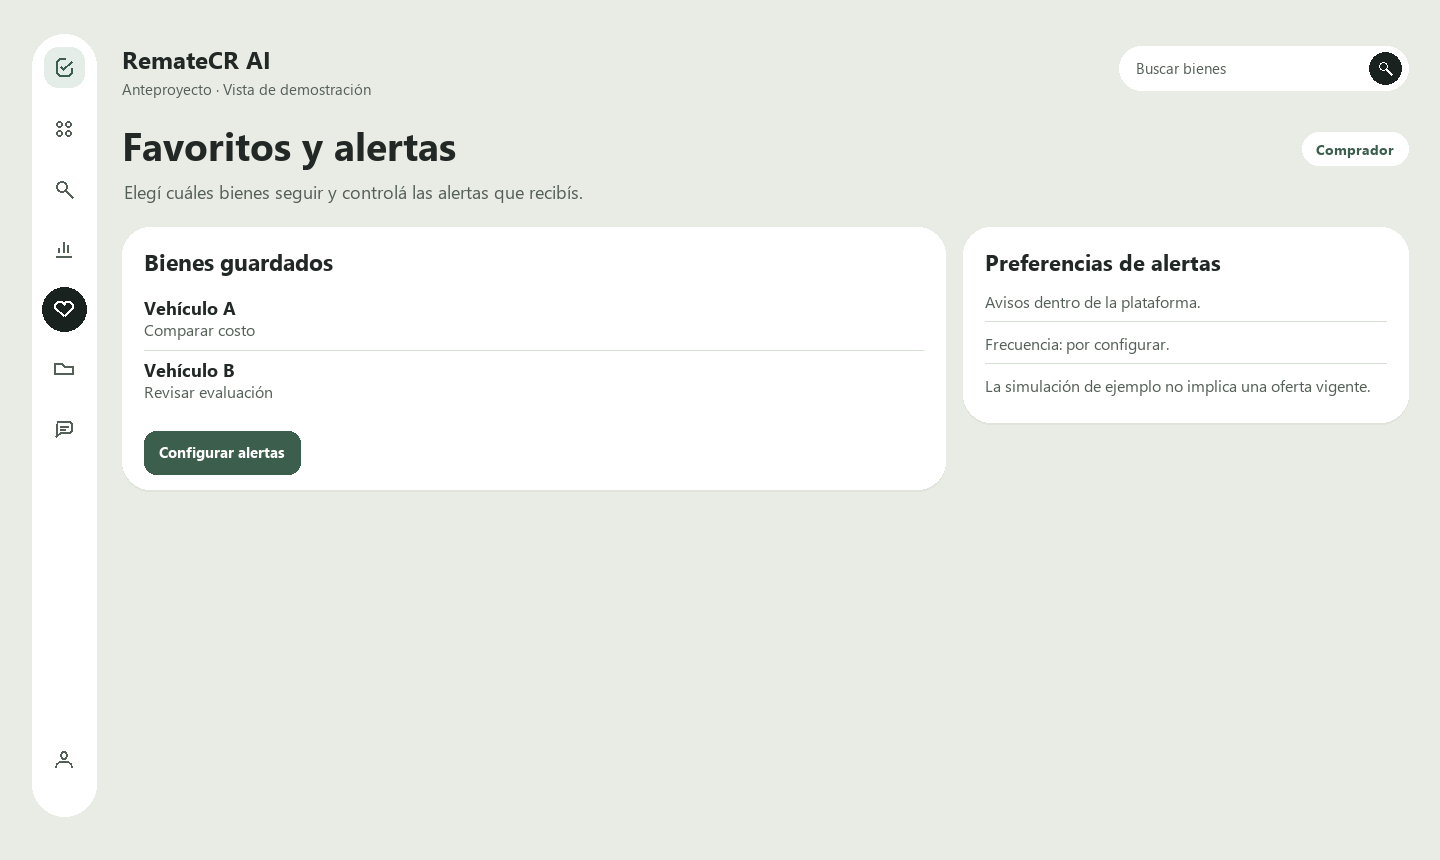 RemateCR AI
Anteproyecto · Vista de demostración
Buscar bienes
Favoritos y alertas
Comprador
Elegí cuáles bienes seguir y controlá las alertas que recibís.
Bienes guardados
Vehículo A
Comparar costo
Vehículo B
Revisar evaluación
Configurar alertas
Preferencias de alertas
Avisos dentro de la plataforma.
Frecuencia: por configurar.
La simulación de ejemplo no implica una oferta vigente.